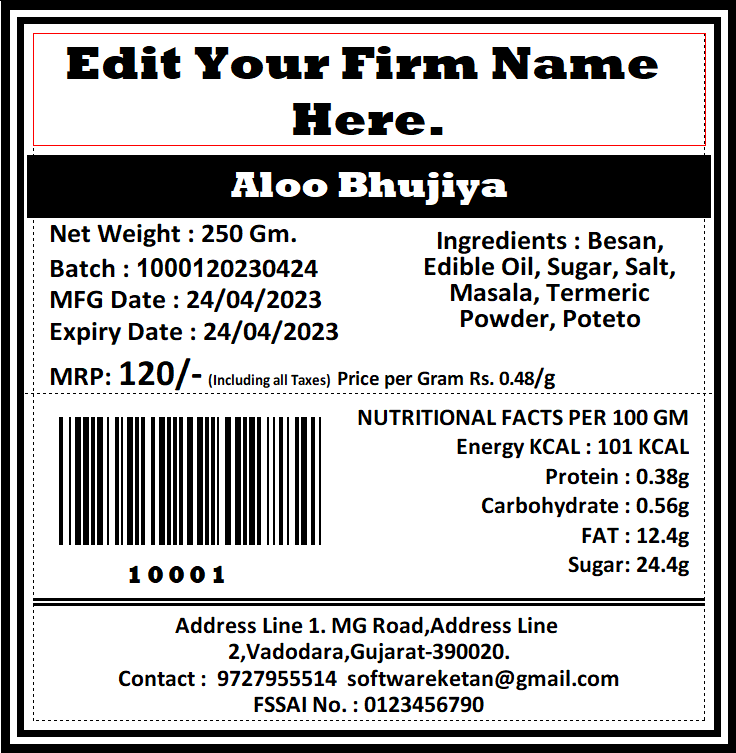 Edit Your Firm Name
Here.
Aloo Bhujiya
Net Weight : 250 Gm.
Batch : 1000120230424
MFG Date : 24/04/2023
Expiry Date : 24/04/2023
Ingredients : Besan,
Edible Oil, Sugar, Salt,
Masala, Termeric
Powder, Poteto
MRP: 120/- (Including all Taxes) Price per Gram Rs. 0.48/g
NUTRITIONAL FACTS PER 100 GM
Energy KCAL : 101 KCAL
Protein : 0.38g
Carbohydrate : 0.56g
FAT : 12.4g
Sugar: 24.4g
10001
Address Line 1. MG Road,Address Line
2,Vadodara,Gujarat-390020.
Contact : 9727955514 softwareketan@gmail.com
FSSAI No. : 0123456790